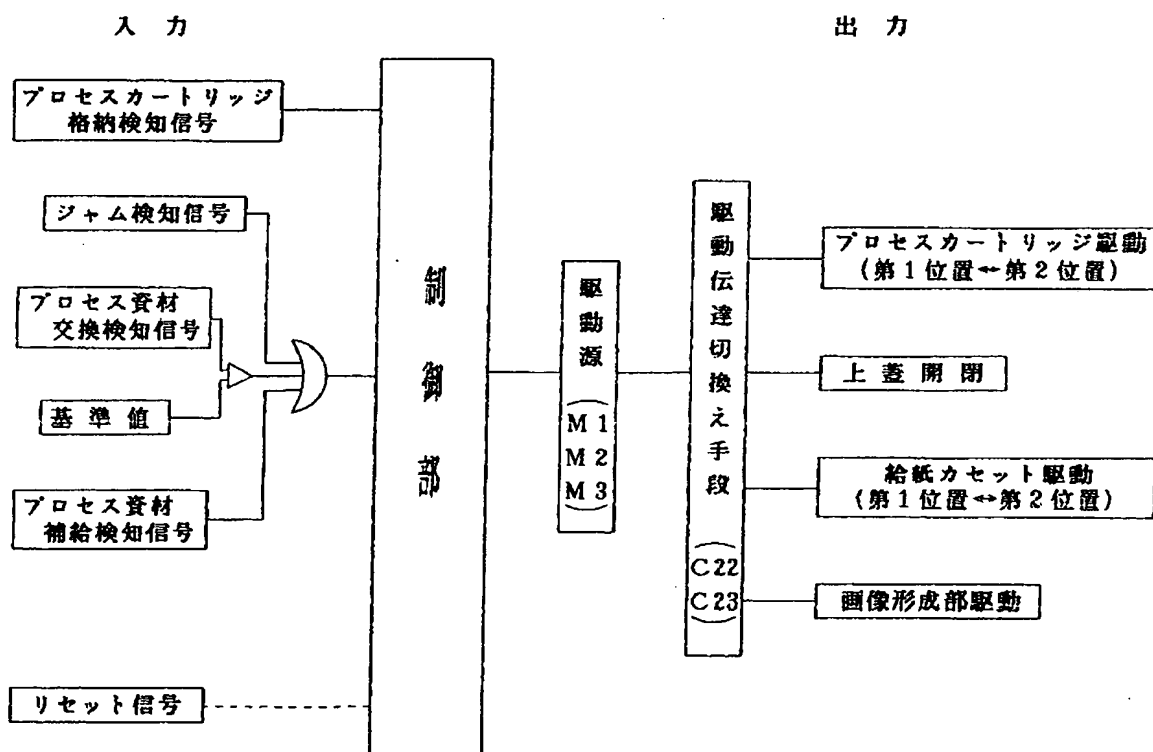 入力
出力
プロセスカートリッジ
格納検知信号
ジャム検知信号
プロセス資材
交換検知信号
基準値
プロセス資材
補給検知信号
リセット信号
制御部
駆動源
(M1
M2
M3)
駆動伝達切換え手段
(C22
C23)
プロセスカートリッジ駆動
(第1位置↔第2位置)
上蓋開閉
給紙カセット駆動
(第1位置↔第2位置)
画像形成部駆動